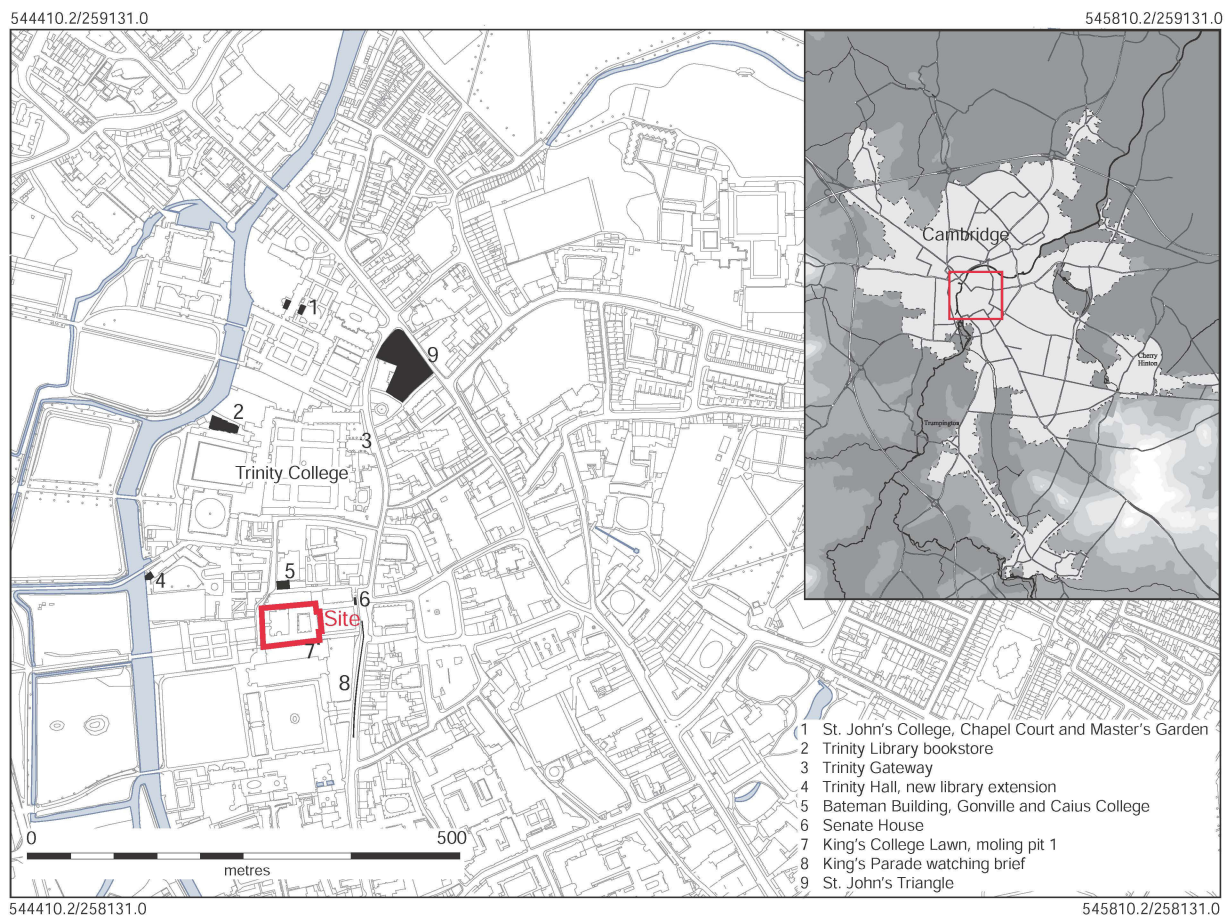 544410.2/259131.0
545810.2/259131.0
Cambridge
Cherry
Hinton
Trumpington
1
9
2
3
Trinity College
4
5
6
Site
7
8
1 St. John's College, Chapel Court and Master's Garden
2 Trinity Library bookstore
3 Trinity Gateway
4 Trinity Hall, new library extension
5 Bateman Building, Gonville and Caius College
6 Senate House
7 King's College Lawn, moling pit 1
8 King's Parade watching brief
9 St. John's Triangle
0
500
metres
544410.2/258131.0
545810.2/258131.0